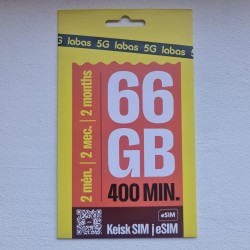 labas 5G labas 5G labas 5G
2 mėn. | 2 мес. | 2 months
66
GB
400 MIN.
eSIM
Keisk SIM į eSIM